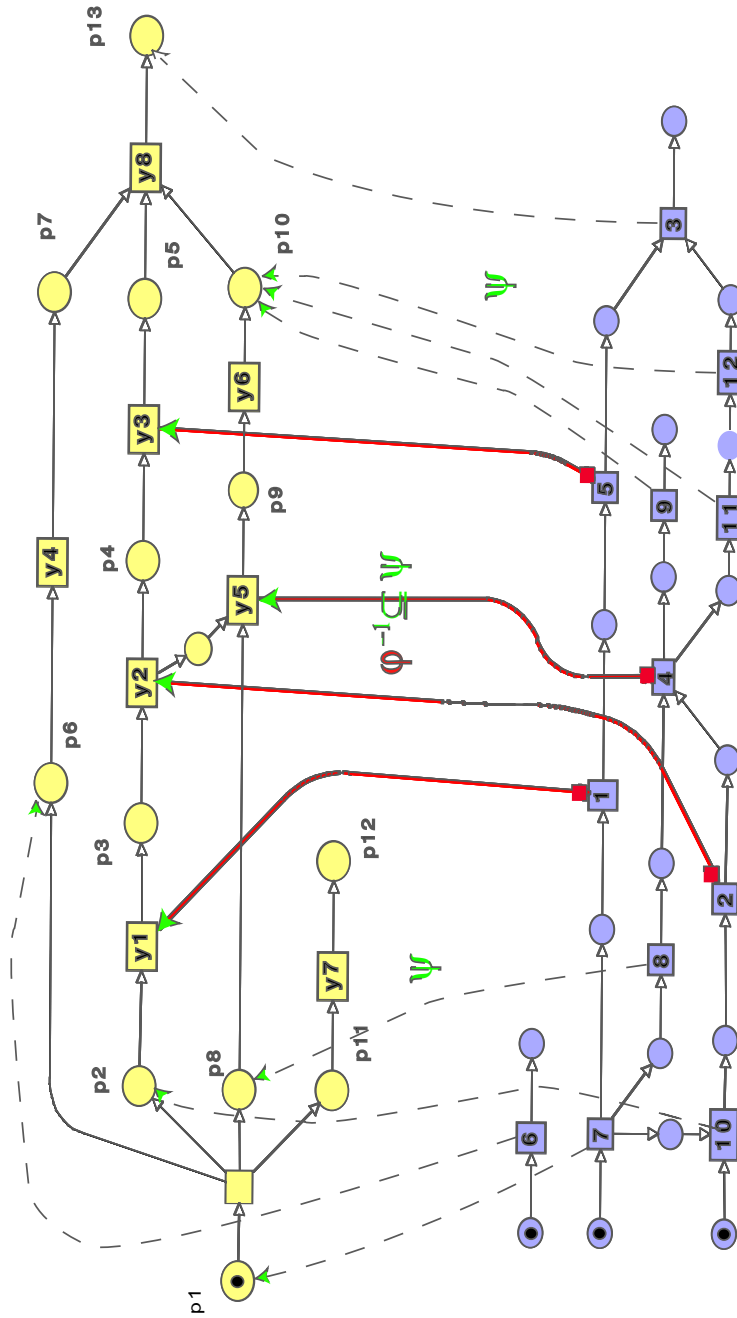 p6 y4 p7
p2 p3 p4 p13
y1 y2 y3 y8
p5
p1 p8
y5 y6
p9 p10
y7
p11 p12
φ⁻¹ ⊆ ψ
ψ
ψ
6
7 1 5
8 4 9 3
10 2 11 12